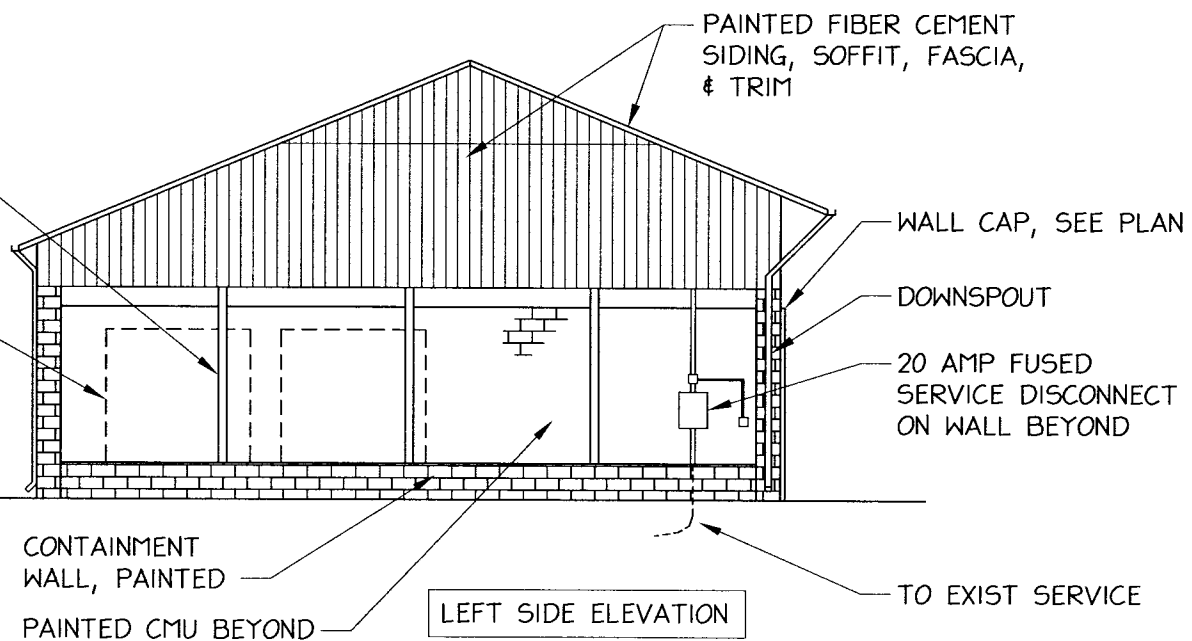 PAINTED FIBER CEMENT
SIDING, SOFFIT, FASCIA,
& TRIM
WALL CAP, SEE PLAN
DOWNSPOUT
20 AMP FUSED
SERVICE DISCONNECT
ON WALL BEYOND
CONTAINMENT
WALL, PAINTED
PAINTED CMU BEYOND
LEFT SIDE ELEVATION
TO EXIST SERVICE